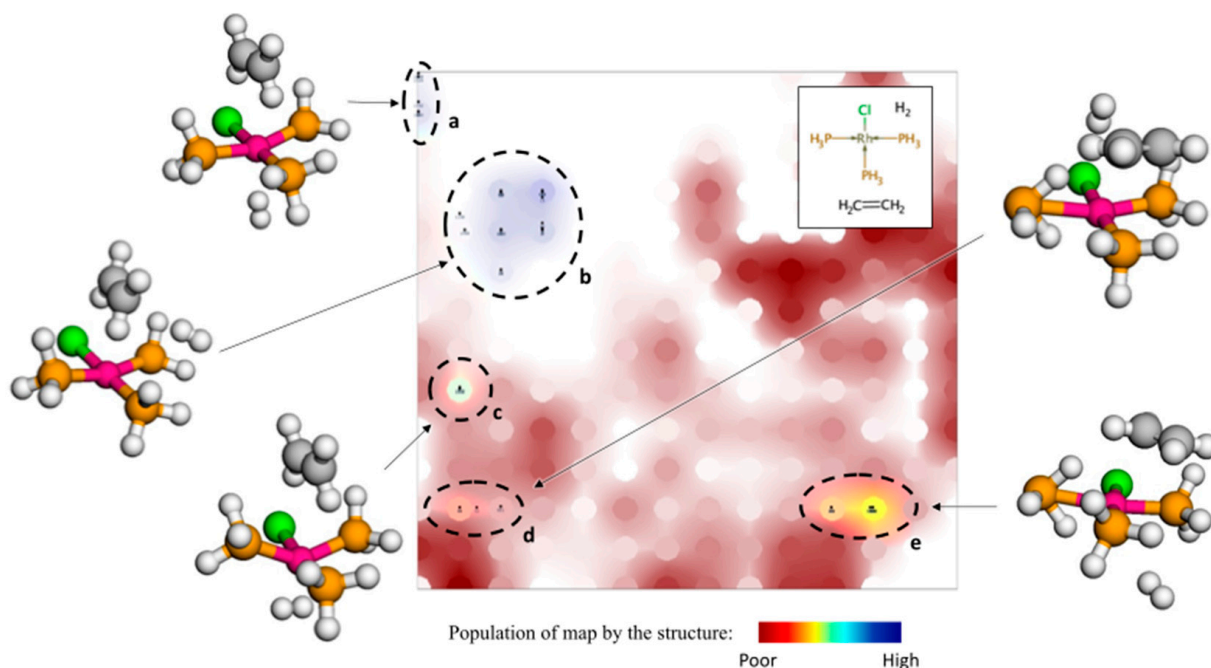 a
Cl
H₂
H₃P
Rh
PH₃
PH₃
H₂C
CH₂
b
c
d
e
Population of map by the structure:
Poor
High